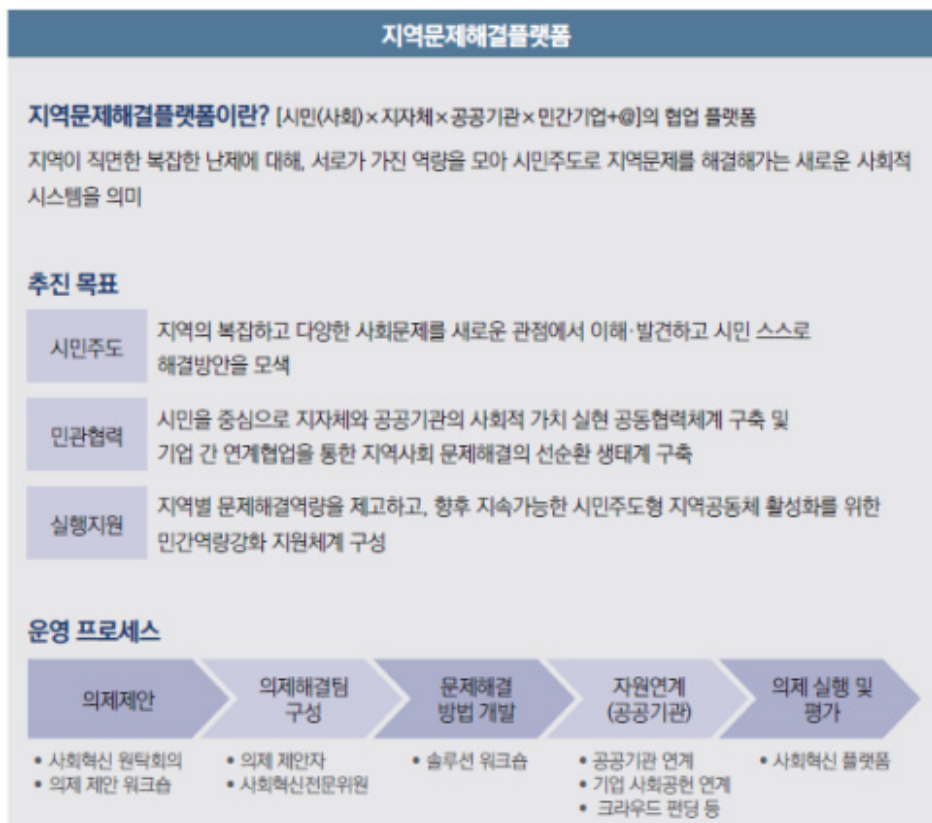 지역문제해결플랫폼
지역문제해결플랫폼이란? [시민(사회)×지자체×공공기관×민간기업+@]의 협업 플랫폼
지역이 직면한 복잡한 난제에 대해, 서로가 가진 역량을 모아 시민주도로 지역문제를 해결해가는 새로운 사회적
시스템을 의미
추진 목표
시민주도
지역의 복잡하고 다양한 사회문제를 새로운 관점에서 이해·발견하고 시민 스스로
해결방안을 모색
민관협력
시민을 중심으로 지자체와 공공기관의 사회적 가치 실현 공동협력체계 구축 및
기업 간 연계협업을 통한 지역사회 문제해결의 선순환 생태계 구축
실행지원
지역별 문제해결역량을 제고하고, 향후 지속가능한 시민주도형 지역공동체 활성화를 위한
민간역량강화 지원체계 구성
운영 프로세스
의제제안
• 사회혁신 원탁회의
• 의제 제안 워크숍
의제해결팀
구성
• 의제 제안자
• 사회혁신전문위원
문제해결
방법 개발
• 솔루션 워크숍
자원연계
(공공기관)
• 공공기관 연계
• 기업 사회공헌 연계
• 크라우드 펀딩 등
의제 실행 및
평가
• 사회혁신 플랫폼